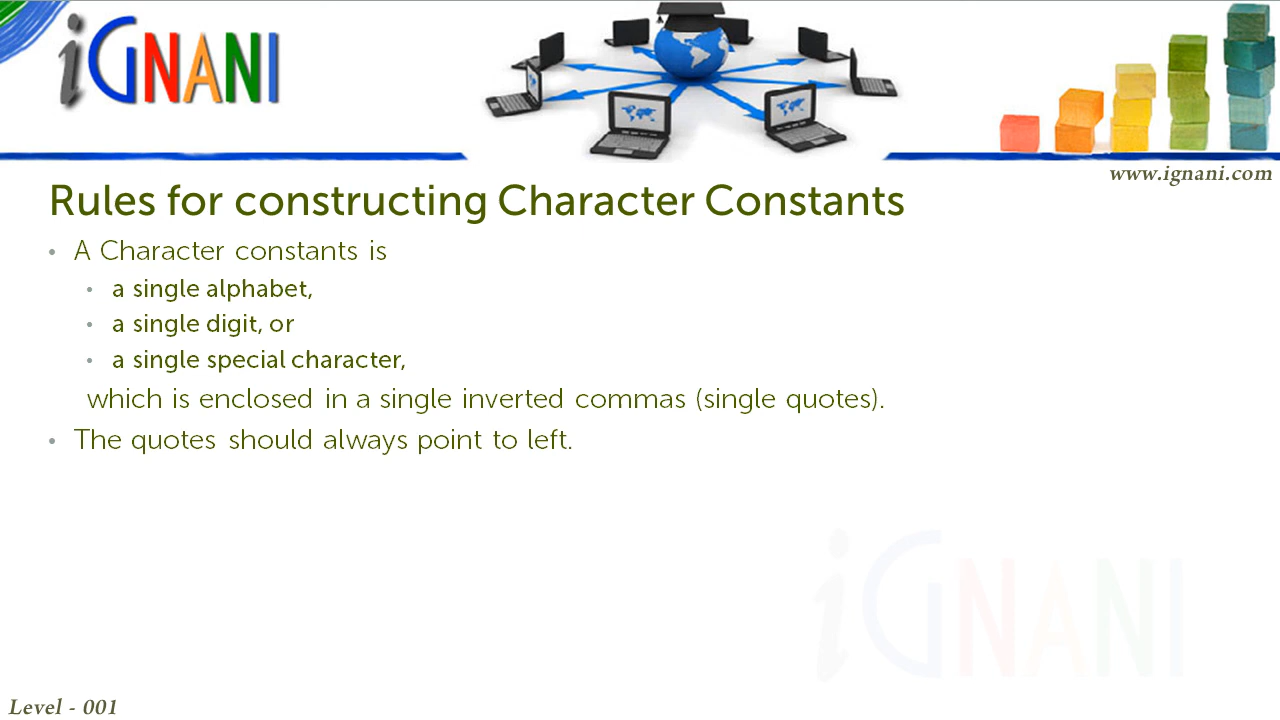 iGNANI
www.ignani.com
Rules for constructing Character Constants
• A Character constants is
• a single alphabet,
• a single digit, or
• a single special character,
which is enclosed in a single inverted commas (single quotes).
• The quotes should always point to left.
iGNANI
Level - 001